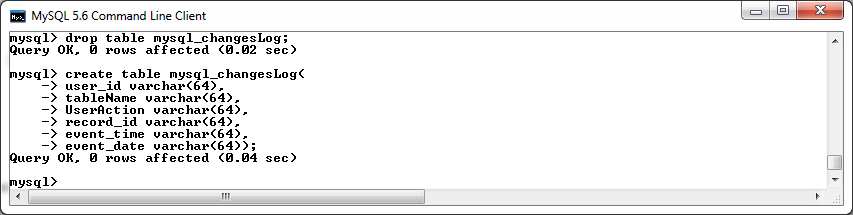 MySQL 5.6 Command Line Client
mysql> drop table mysql_changesLog;
Query OK, 0 rows affected (0.02 sec)
mysql> create table mysql_changesLog(
-> user_id varchar(64),
-> tableName varchar(64),
-> UserAction varchar(64),
-> record_id varchar(64),
-> event_time varchar(64),
-> event_date varchar(64));
Query OK, 0 rows affected (0.04 sec)
mysql>